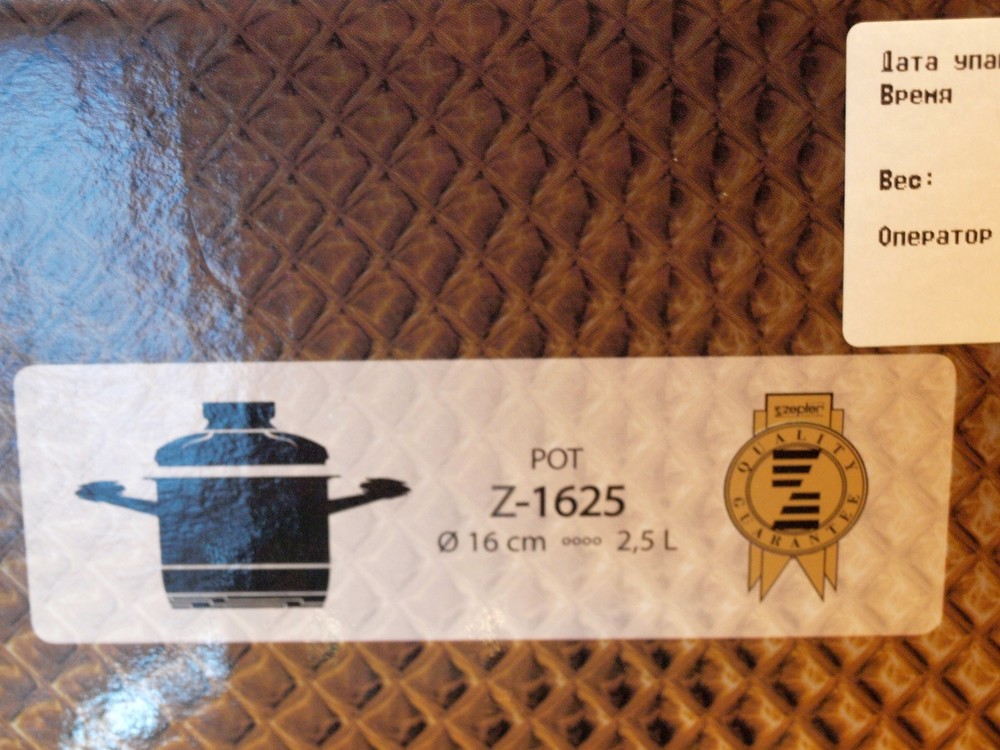 Дата упа
Время
Вес:
Оператор
POT
Z-1625
Ø 16 cm 2,5 L
zepter
QUALITY
GUARANTEE